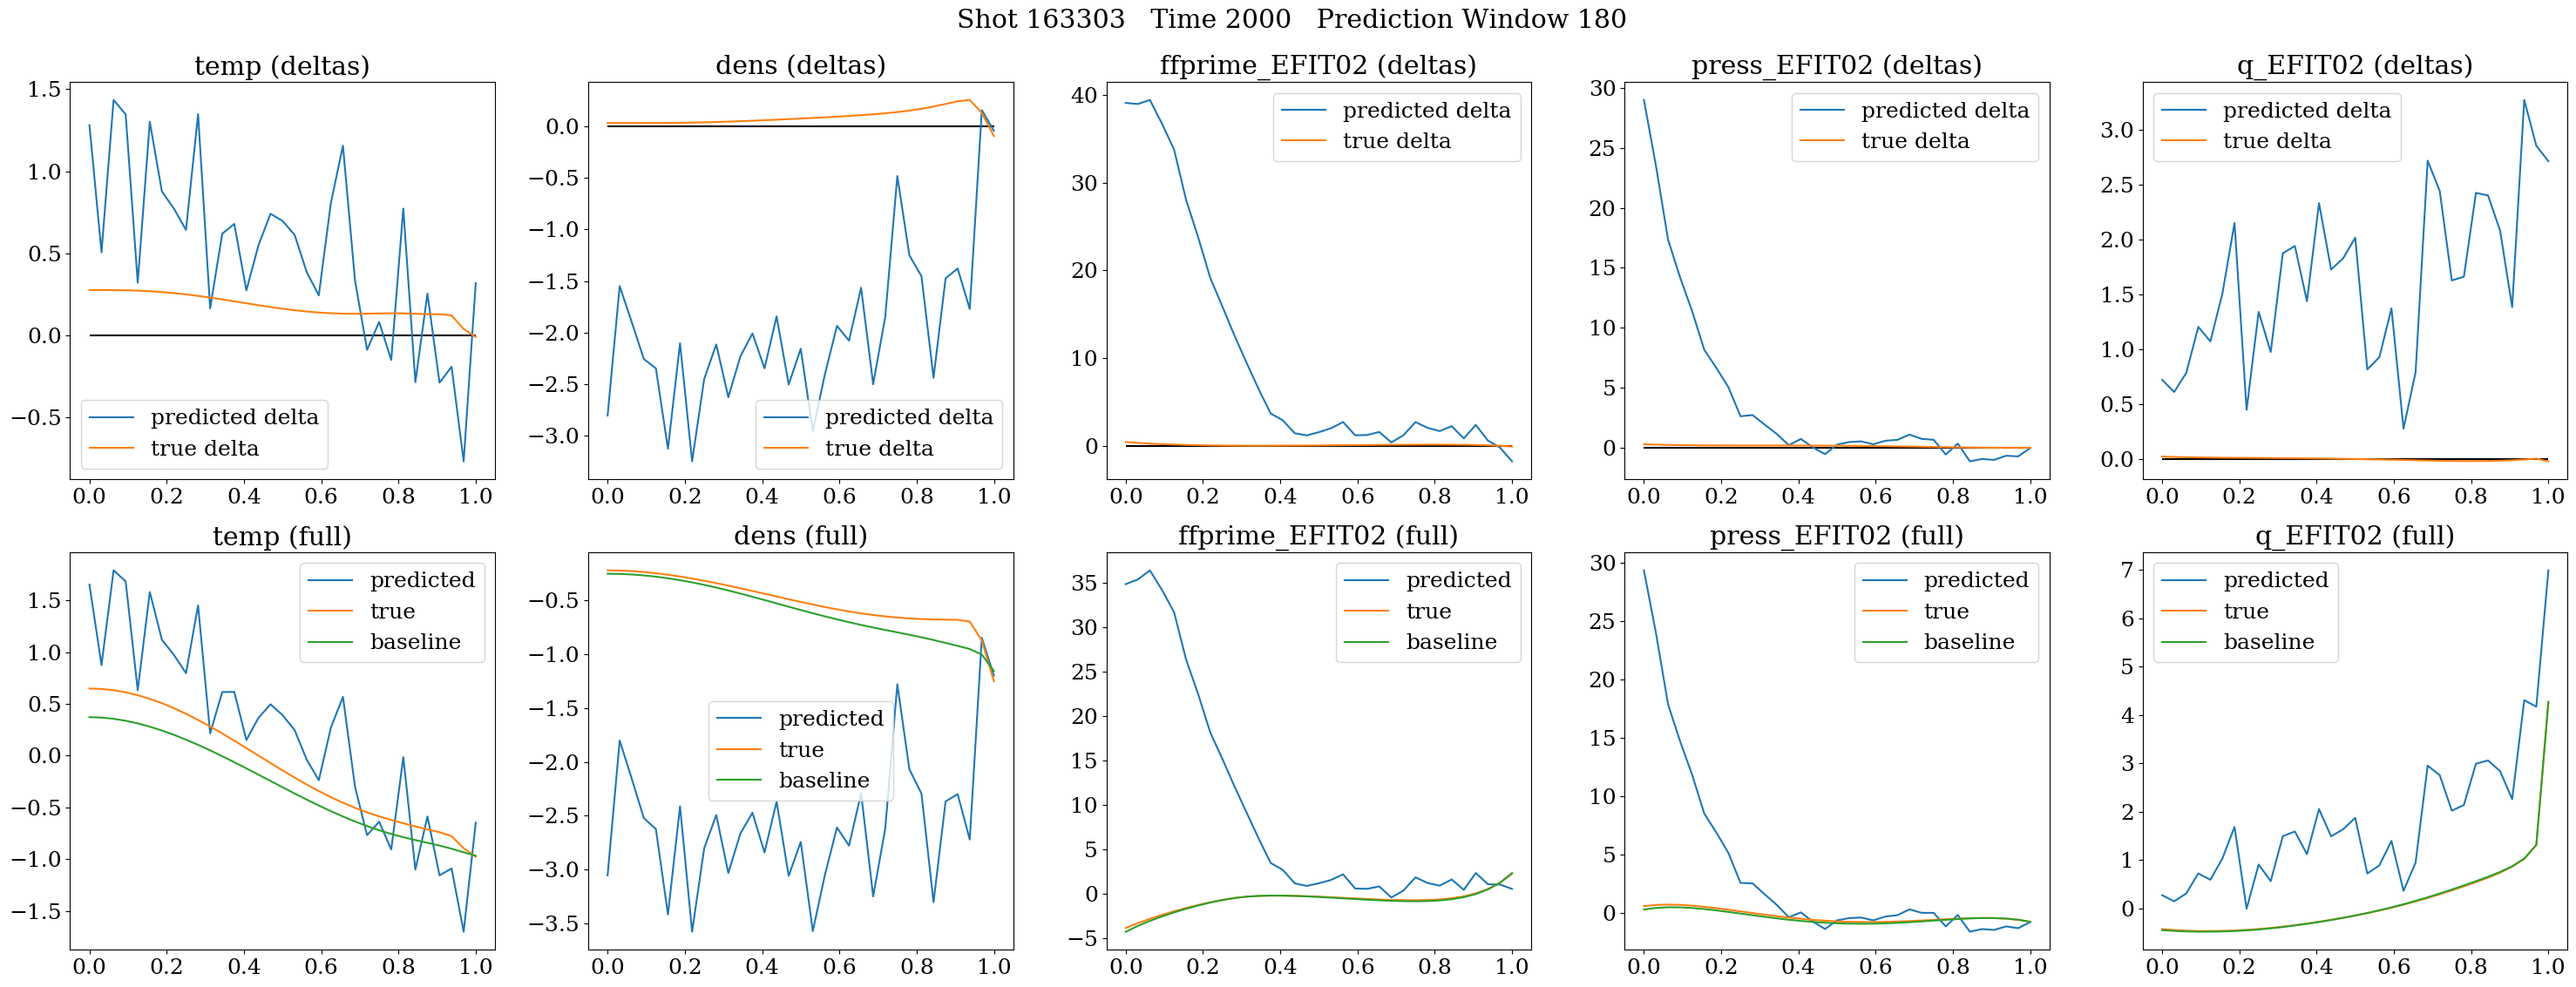 Shot 163303 Time 2000 Prediction Window 180
temp (deltas)
1.5
1.0
0.5
0.0
−0.5
predicted delta
true delta
0.0 0.2 0.4 0.6 0.8 1.0
dens (deltas)
0.0
−0.5
−1.0
−1.5
−2.0
−2.5
−3.0
predicted delta
true delta
0.0 0.2 0.4 0.6 0.8 1.0
ffprime_EFIT02 (deltas)
40
30
20
10
0
predicted delta
true delta
0.0 0.2 0.4 0.6 0.8 1.0
press_EFIT02 (deltas)
30
25
20
15
10
5
0
predicted delta
true delta
0.0 0.2 0.4 0.6 0.8 1.0
q_EFIT02 (deltas)
3.0
2.5
2.0
1.5
1.0
0.5
0.0
predicted delta
true delta
0.0 0.2 0.4 0.6 0.8 1.0
temp (full)
1.5
1.0
0.5
0.0
−0.5
−1.0
−1.5
predicted
true
baseline
0.0 0.2 0.4 0.6 0.8 1.0
dens (full)
−0.5
−1.0
−1.5
−2.0
−2.5
−3.0
−3.5
predicted
true
baseline
0.0 0.2 0.4 0.6 0.8 1.0
ffprime_EFIT02 (full)
35
30
25
20
15
10
5
0
−5
predicted
true
baseline
0.0 0.2 0.4 0.6 0.8 1.0
press_EFIT02 (full)
30
25
20
15
10
5
0
predicted
true
baseline
0.0 0.2 0.4 0.6 0.8 1.0
q_EFIT02 (full)
7
6
5
4
3
2
1
0
predicted
true
baseline
0.0 0.2 0.4 0.6 0.8 1.0